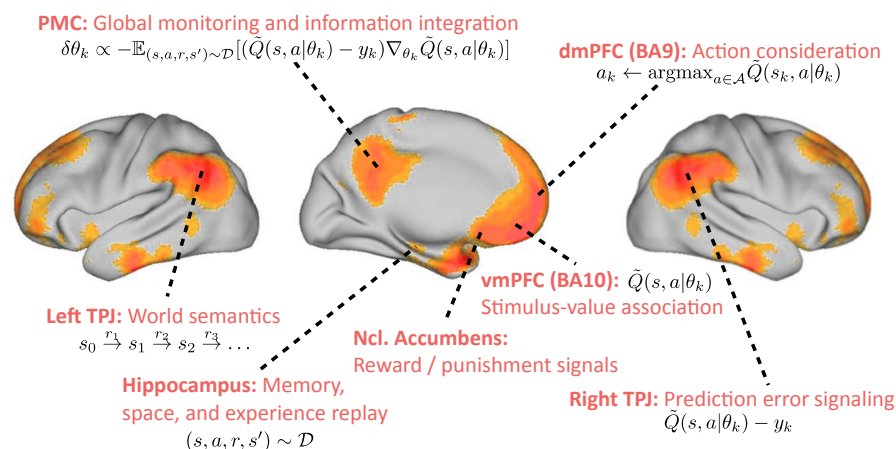 PMC: Global monitoring and information integration
δθ_k ∝ −𝔼_{(s,a,r,s′)∼𝒟}[(Q̃(s, a|θ_k) − y_k)∇_{θ_k}Q̃(s, a|θ_k)]
dmPFC (BA9): Action consideration
a_k ← argmax_{a∈𝒜}Q̃(s_k, a|θ_k)
vmPFC (BA10): Q̃(s, a|θ_k)
Stimulus-value association
Left TPJ: World semantics
s_0 →^{r_1} s_1 →^{r_2} s_2 →^{r_3} …
Ncl. Accumbens:
Reward / punishment signals
Hippocampus: Memory,
space, and experience replay
(s, a, r, s′) ∼ 𝒟
Right TPJ: Prediction error signaling
Q̃(s, a|θ_k) − y_k